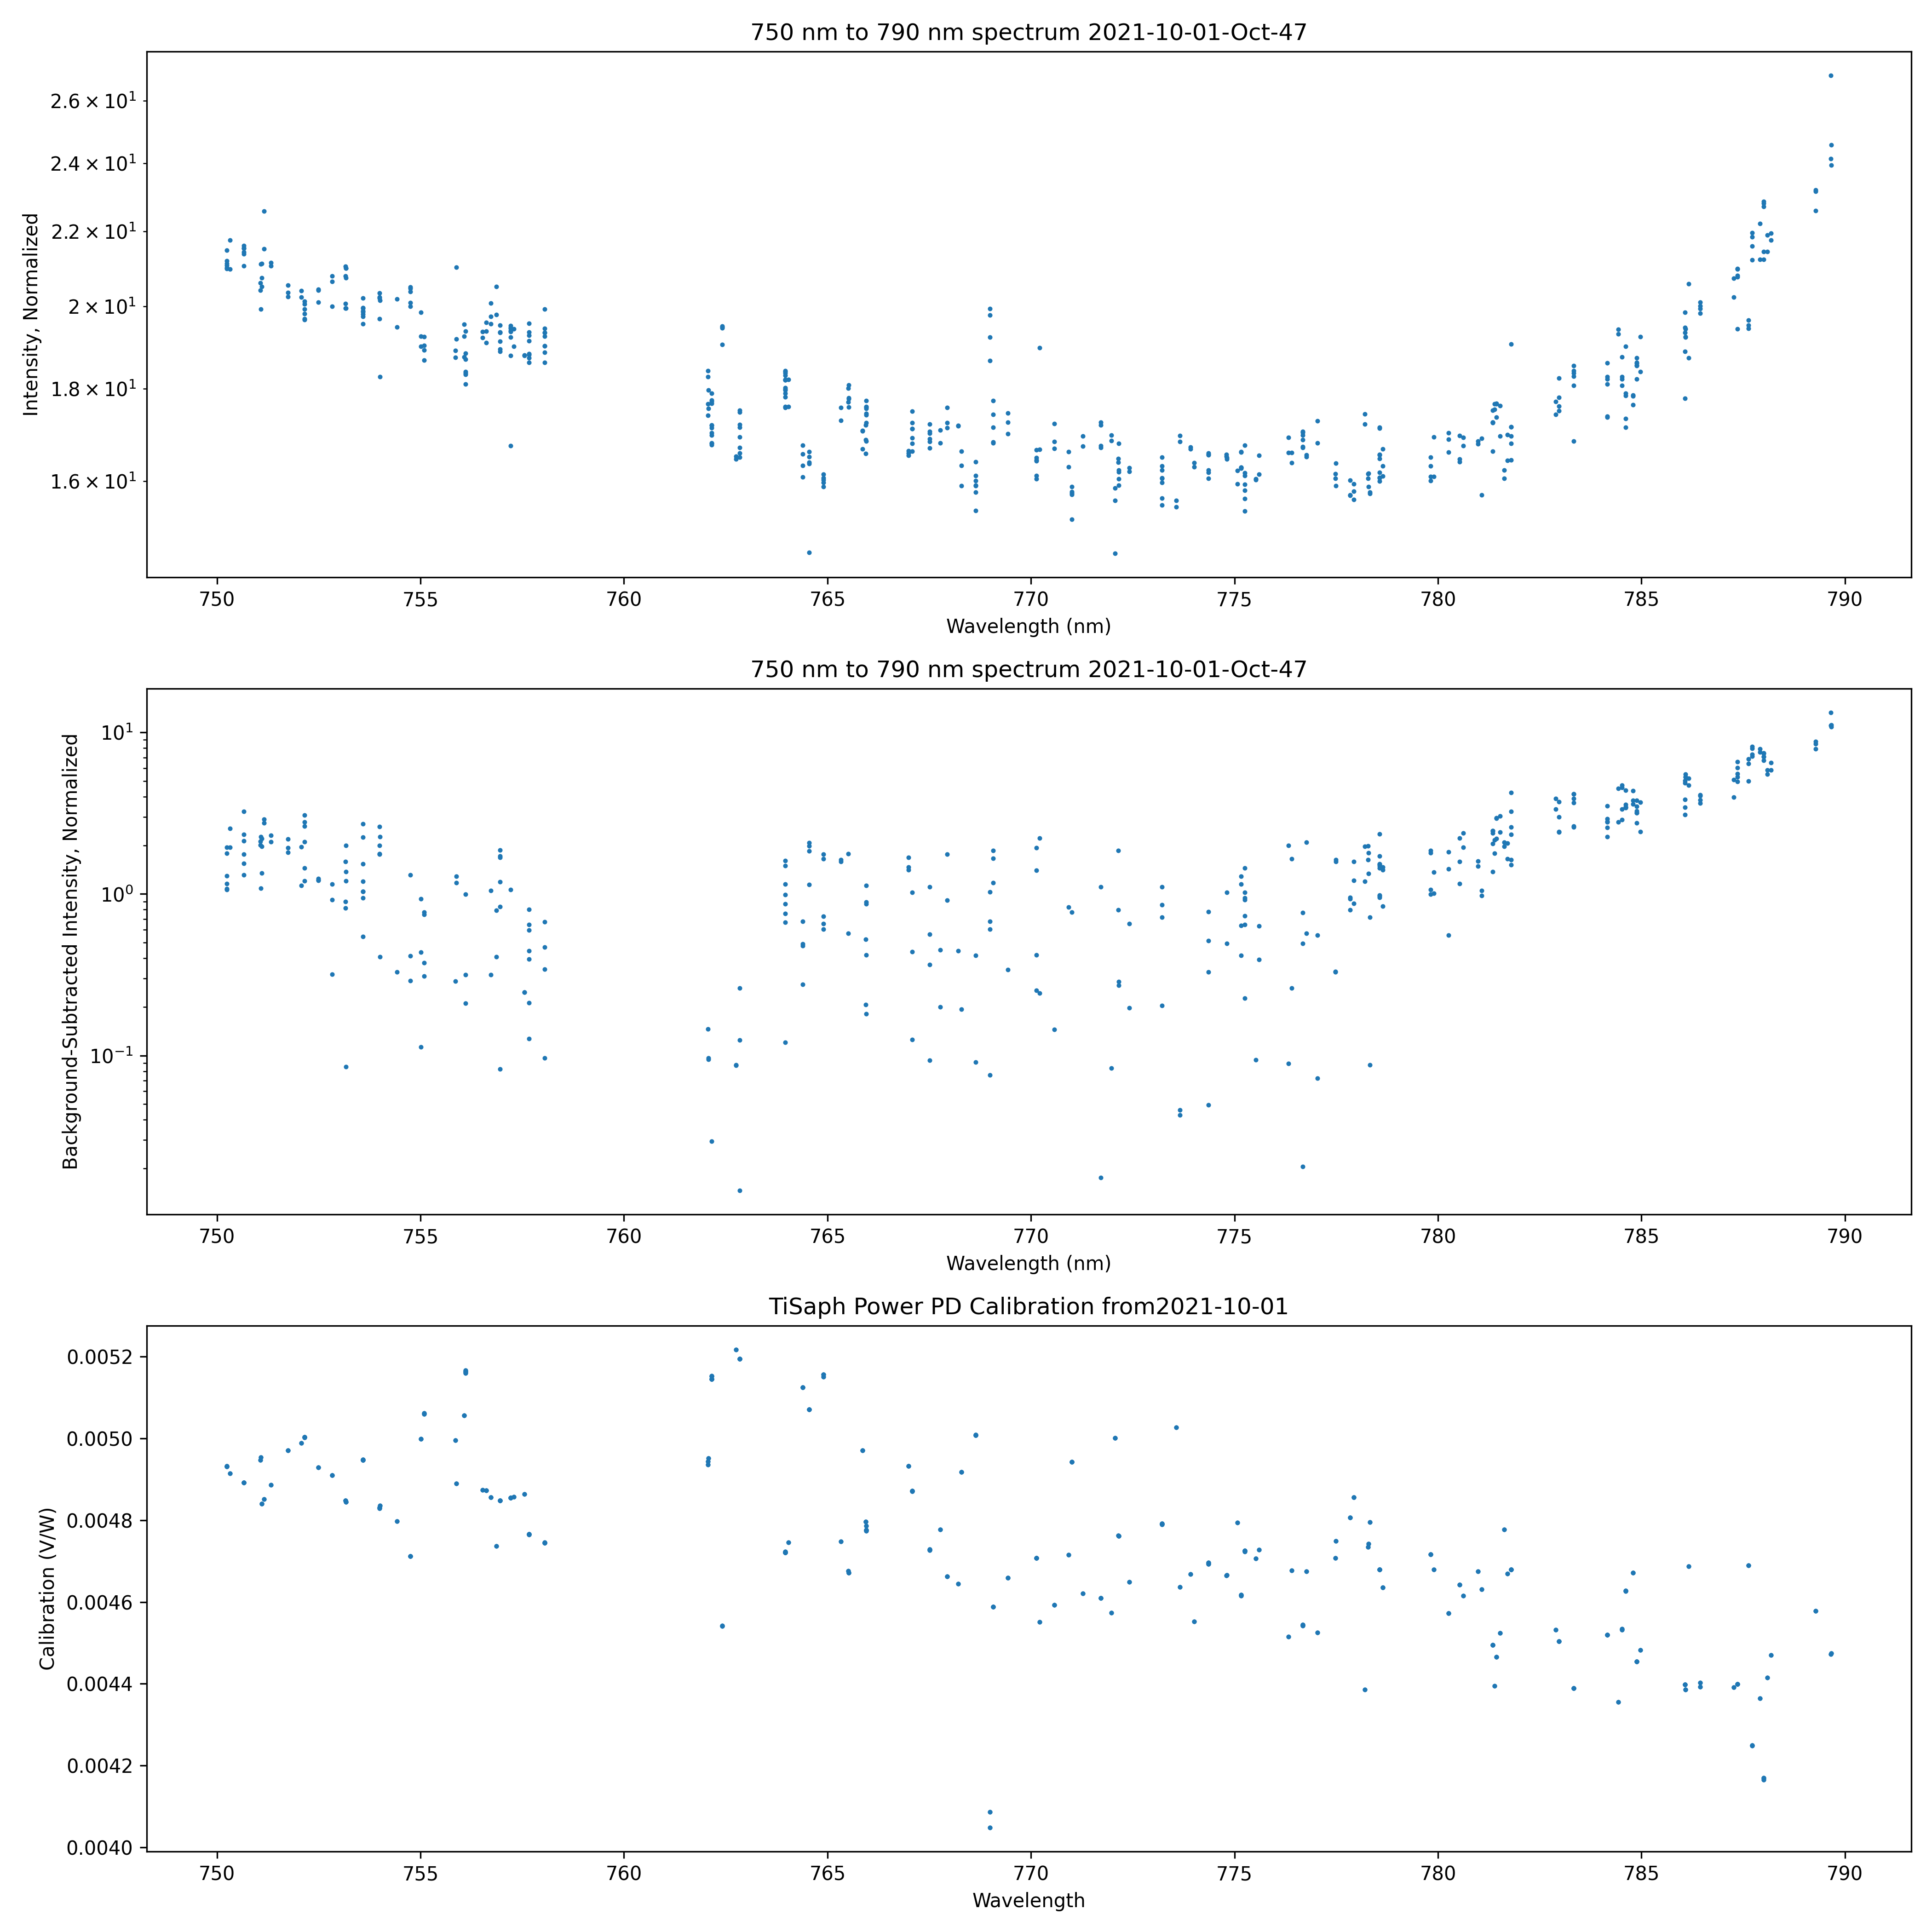 750 nm to 790 nm spectrum 2021-10-01-Oct-47
2.6 × 10¹
2.4 × 10¹
2.2 × 10¹
2 × 10¹
1.8 × 10¹
1.6 × 10¹
Intensity, Normalized
750 755 760 765 770 775 780 785 790
Wavelength (nm)
750 nm to 790 nm spectrum 2021-10-01-Oct-47
10¹
10⁰
10⁻¹
Background-Subtracted Intensity, Normalized
750 755 760 765 770 775 780 785 790
Wavelength (nm)
TiSaph Power PD Calibration from2021-10-01
0.0052
0.0050
0.0048
0.0046
0.0044
0.0042
0.0040
Calibration (V/W)
750 755 760 765 770 775 780 785 790
Wavelength